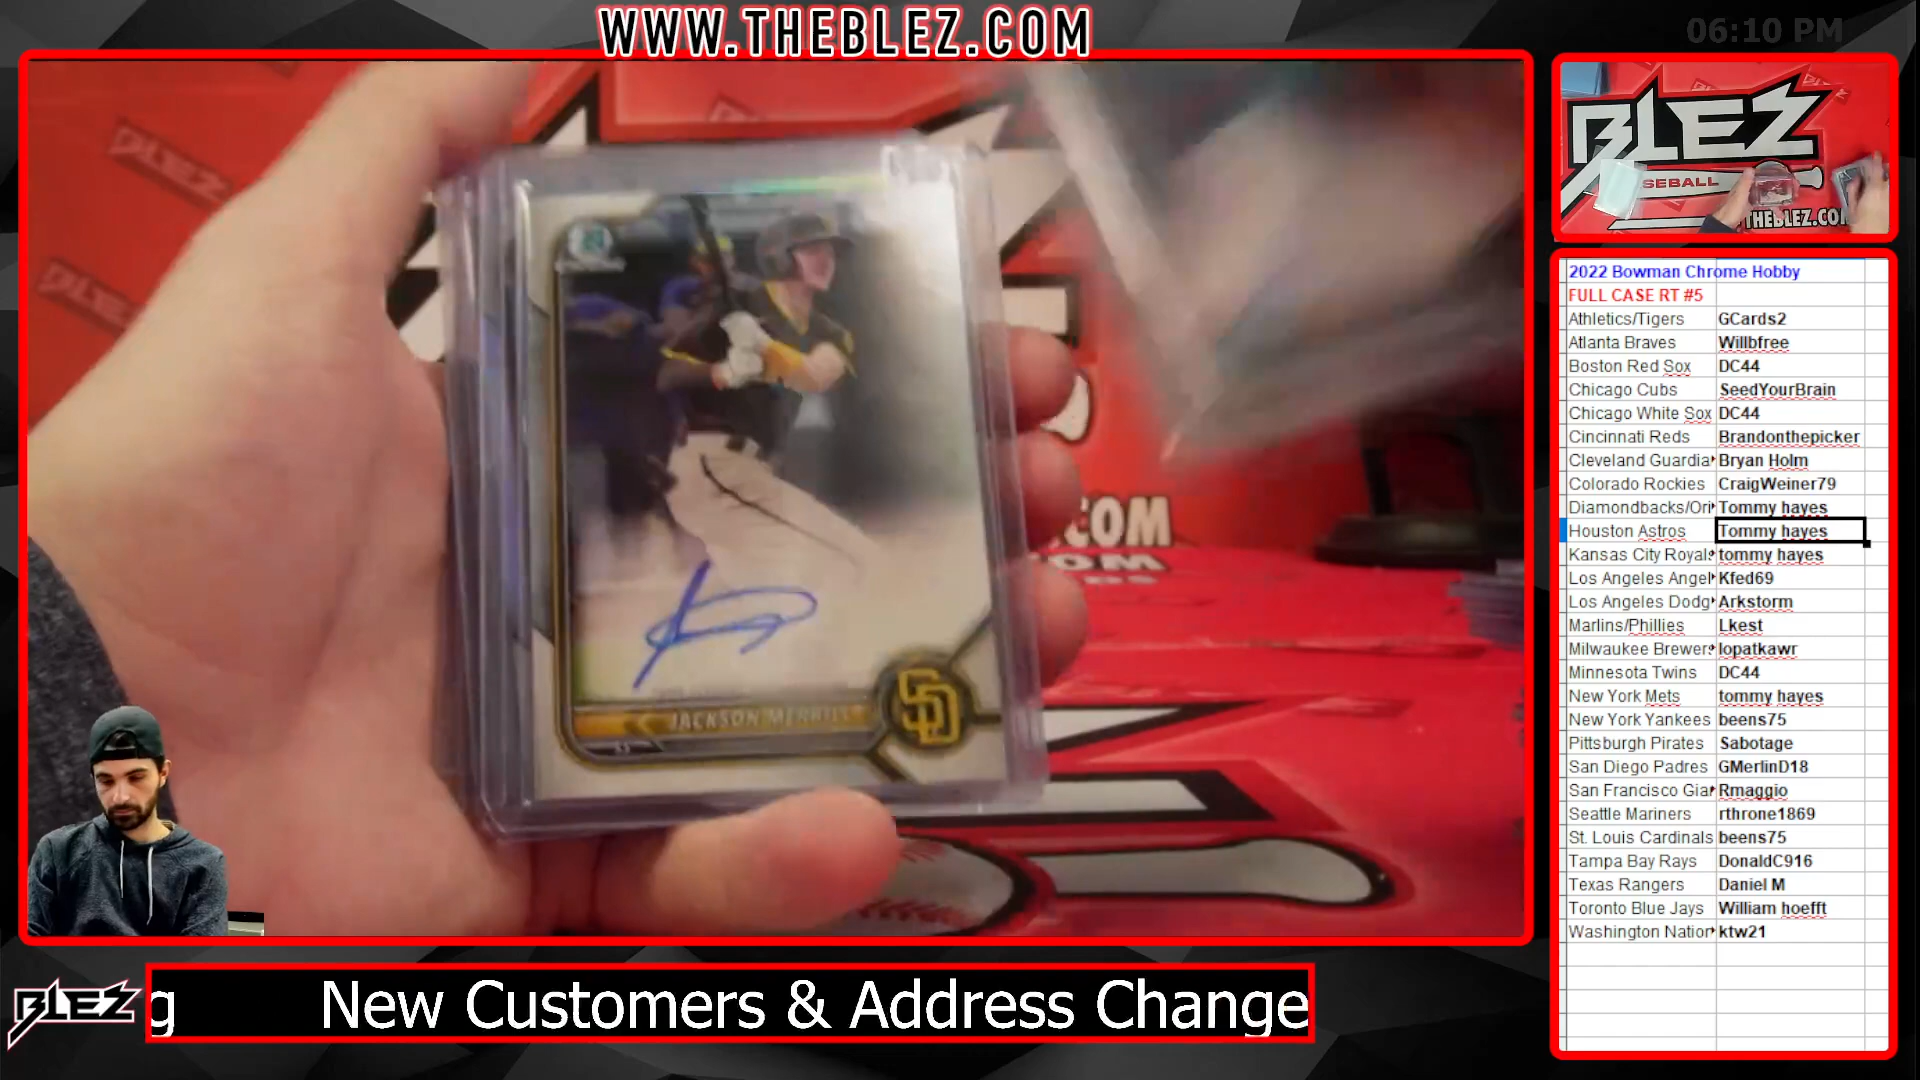 WWW.THEBLEZ.COM
06:10 PM
BLEZ
BLEZ
COM
JACKSON MERRILL
SD
BLEZ
SEBALL
THEBLEZ.CO
2022 Bowman Chrome Hobby
FULL CASE RT #5
Athletics/Tigers GCards2
Atlanta Braves Willbfree
Boston Red Sox DC44
Chicago Cubs SeedYourBrain
Chicago White Sox DC44
Cincinnati Reds Brandonthepicker
Cleveland Guardia Bryan Holm
Colorado Rockies CraigWeiner79
Diamondbacks/Ori Tommy hayes
Houston Astros Tommy hayes
Kansas City Royals tommy hayes
Los Angeles Angel Kfed69
Los Angeles Dodg Arkstorm
Marlins/Phillies Lkest
Milwaukee Brewers lopatkawr
Minnesota Twins DC44
New York Mets tommy hayes
New York Yankees beens75
Pittsburgh Pirates Sabotage
San Diego Padres GMerlinD18
San Francisco Gian Rmaggio
Seattle Mariners rthrone1869
St. Louis Cardinals beens75
Tampa Bay Rays DonaldC916
Texas Rangers Daniel M
Toronto Blue Jays William hoefft
Washington Nation ktw21
BLEZ
g New Customers & Address Change